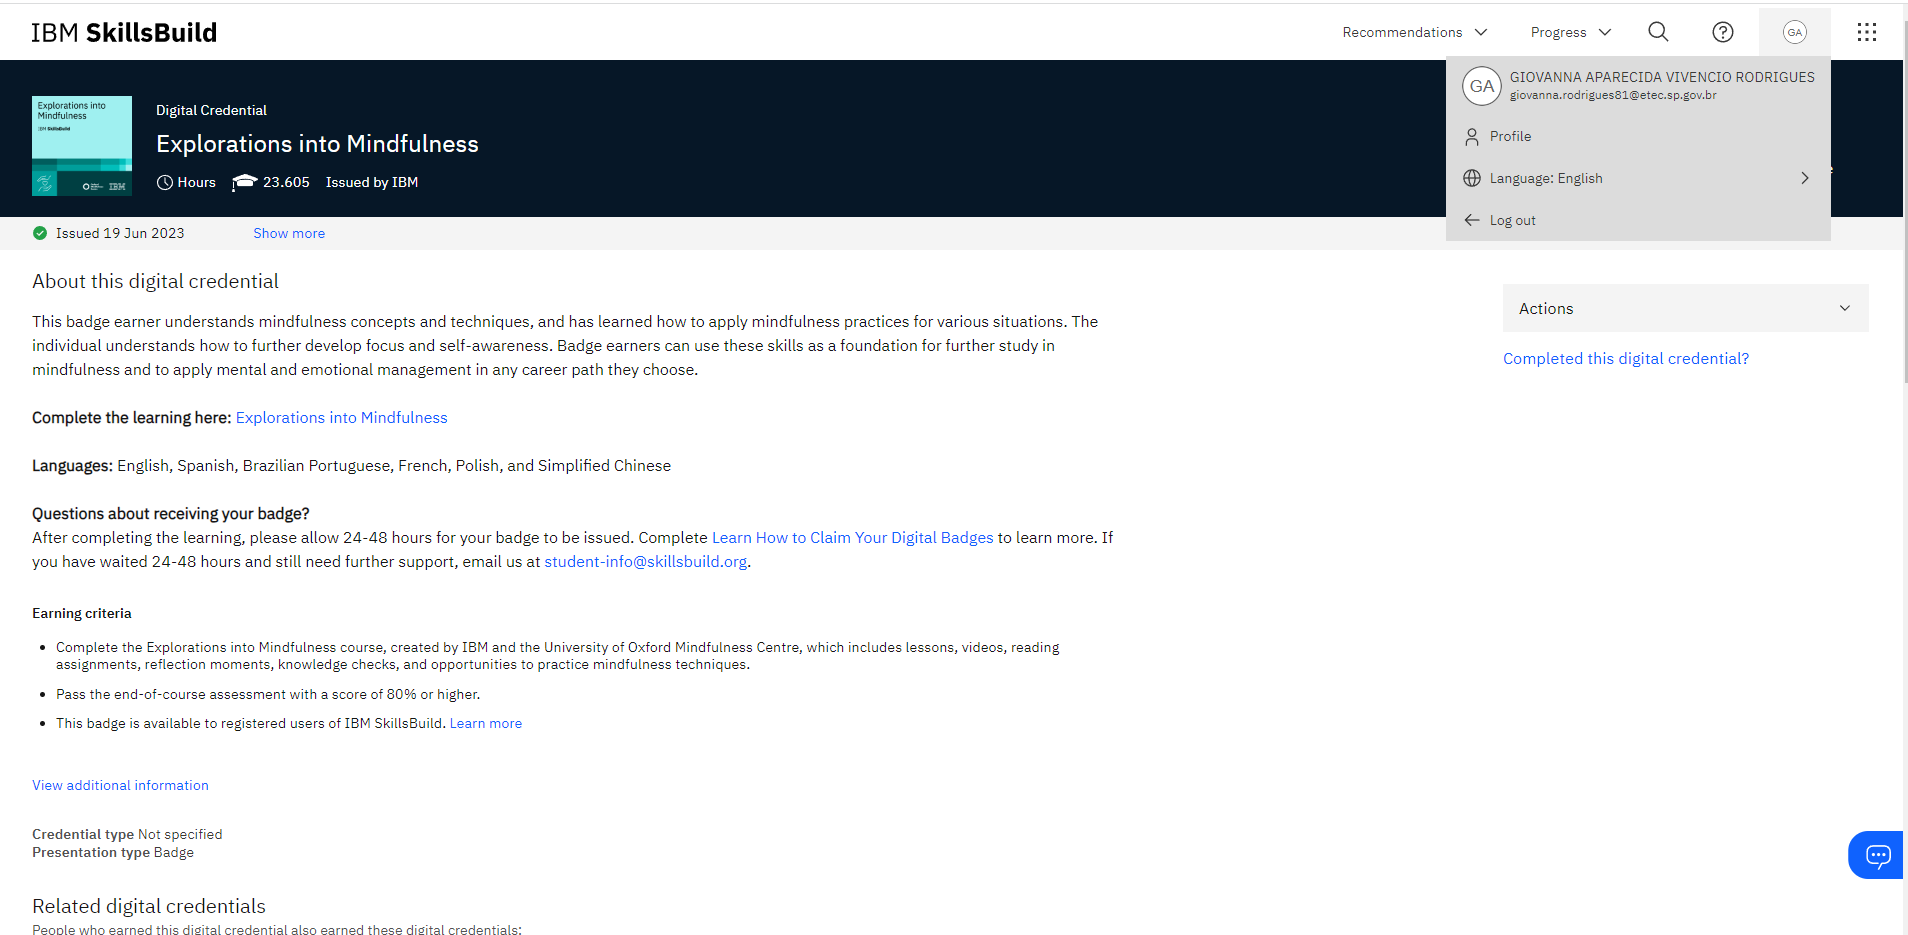 IBM SkillsBuild
Recommendations
Progress
GA
GA
GIOVANNA APARECIDA VIVENCIO RODRIGUES
giovanna.rodrigues81@etec.sp.gov.br
Profile
Language: English
Log out
Explorations into
Mindfulness
IBM SkillsBuild
IBM
Digital Credential
Explorations into Mindfulness
Hours 23.605 Issued by IBM
Issued 19 Jun 2023 Show more
About this digital credential
This badge earner understands mindfulness concepts and techniques, and has learned how to apply mindfulness practices for various situations. The
individual understands how to further develop focus and self-awareness. Badge earners can use these skills as a foundation for further study in
mindfulness and to apply mental and emotional management in any career path they choose.
Complete the learning here: Explorations into Mindfulness
Languages: English, Spanish, Brazilian Portuguese, French, Polish, and Simplified Chinese
Questions about receiving your badge?
After completing the learning, please allow 24-48 hours for your badge to be issued. Complete Learn How to Claim Your Digital Badges to learn more. If
you have waited 24-48 hours and still need further support, email us at student-info@skillsbuild.org.
Earning criteria
• Complete the Explorations into Mindfulness course, created by IBM and the University of Oxford Mindfulness Centre, which includes lessons, videos, reading
assignments, reflection moments, knowledge checks, and opportunities to practice mindfulness techniques.
• Pass the end-of-course assessment with a score of 80% or higher.
• This badge is available to registered users of IBM SkillsBuild. Learn more
View additional information
Credential type Not specified
Presentation type Badge
Related digital credentials
People who earned this digital credential also earned these digital credentials:
Actions
Completed this digital credential?